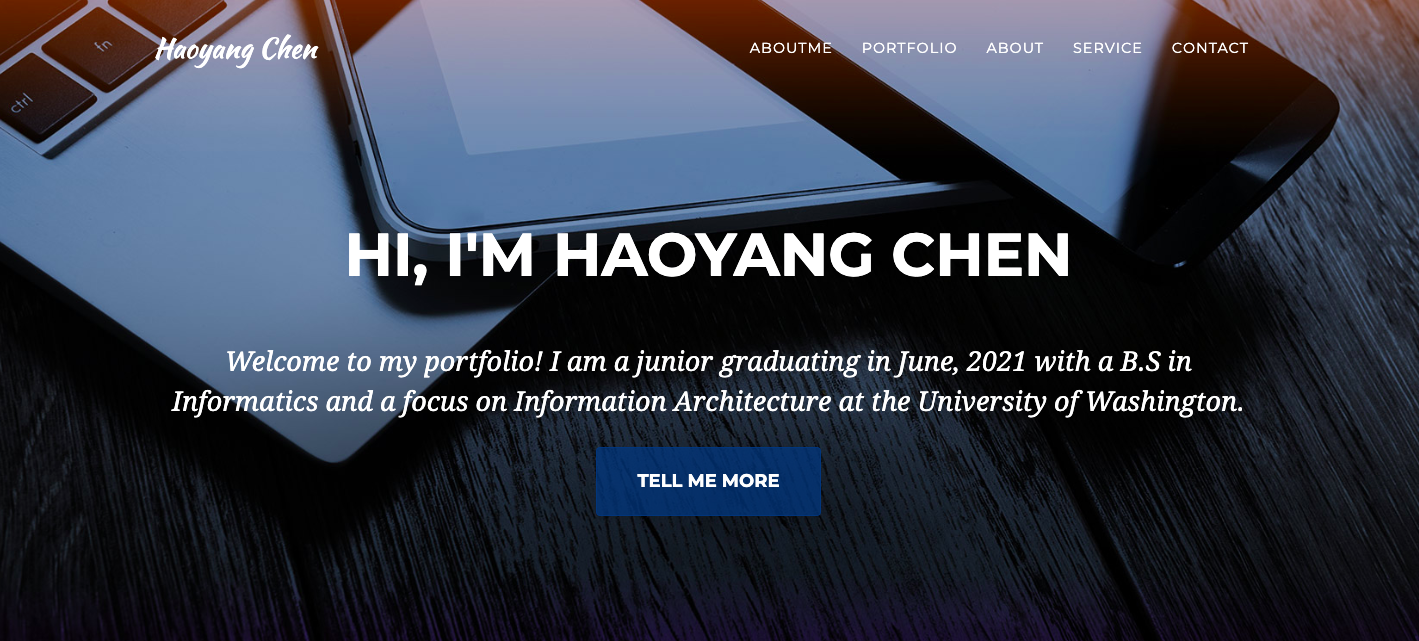 Haoyang Chen
ABOUTME PORTFOLIO ABOUT SERVICE CONTACT
fn
ctrl
HI, I'M HAOYANG CHEN
Welcome to my portfolio! I am a junior graduating in June, 2021 with a B.S in
Informatics and a focus on Information Architecture at the University of Washington.
TELL ME MORE